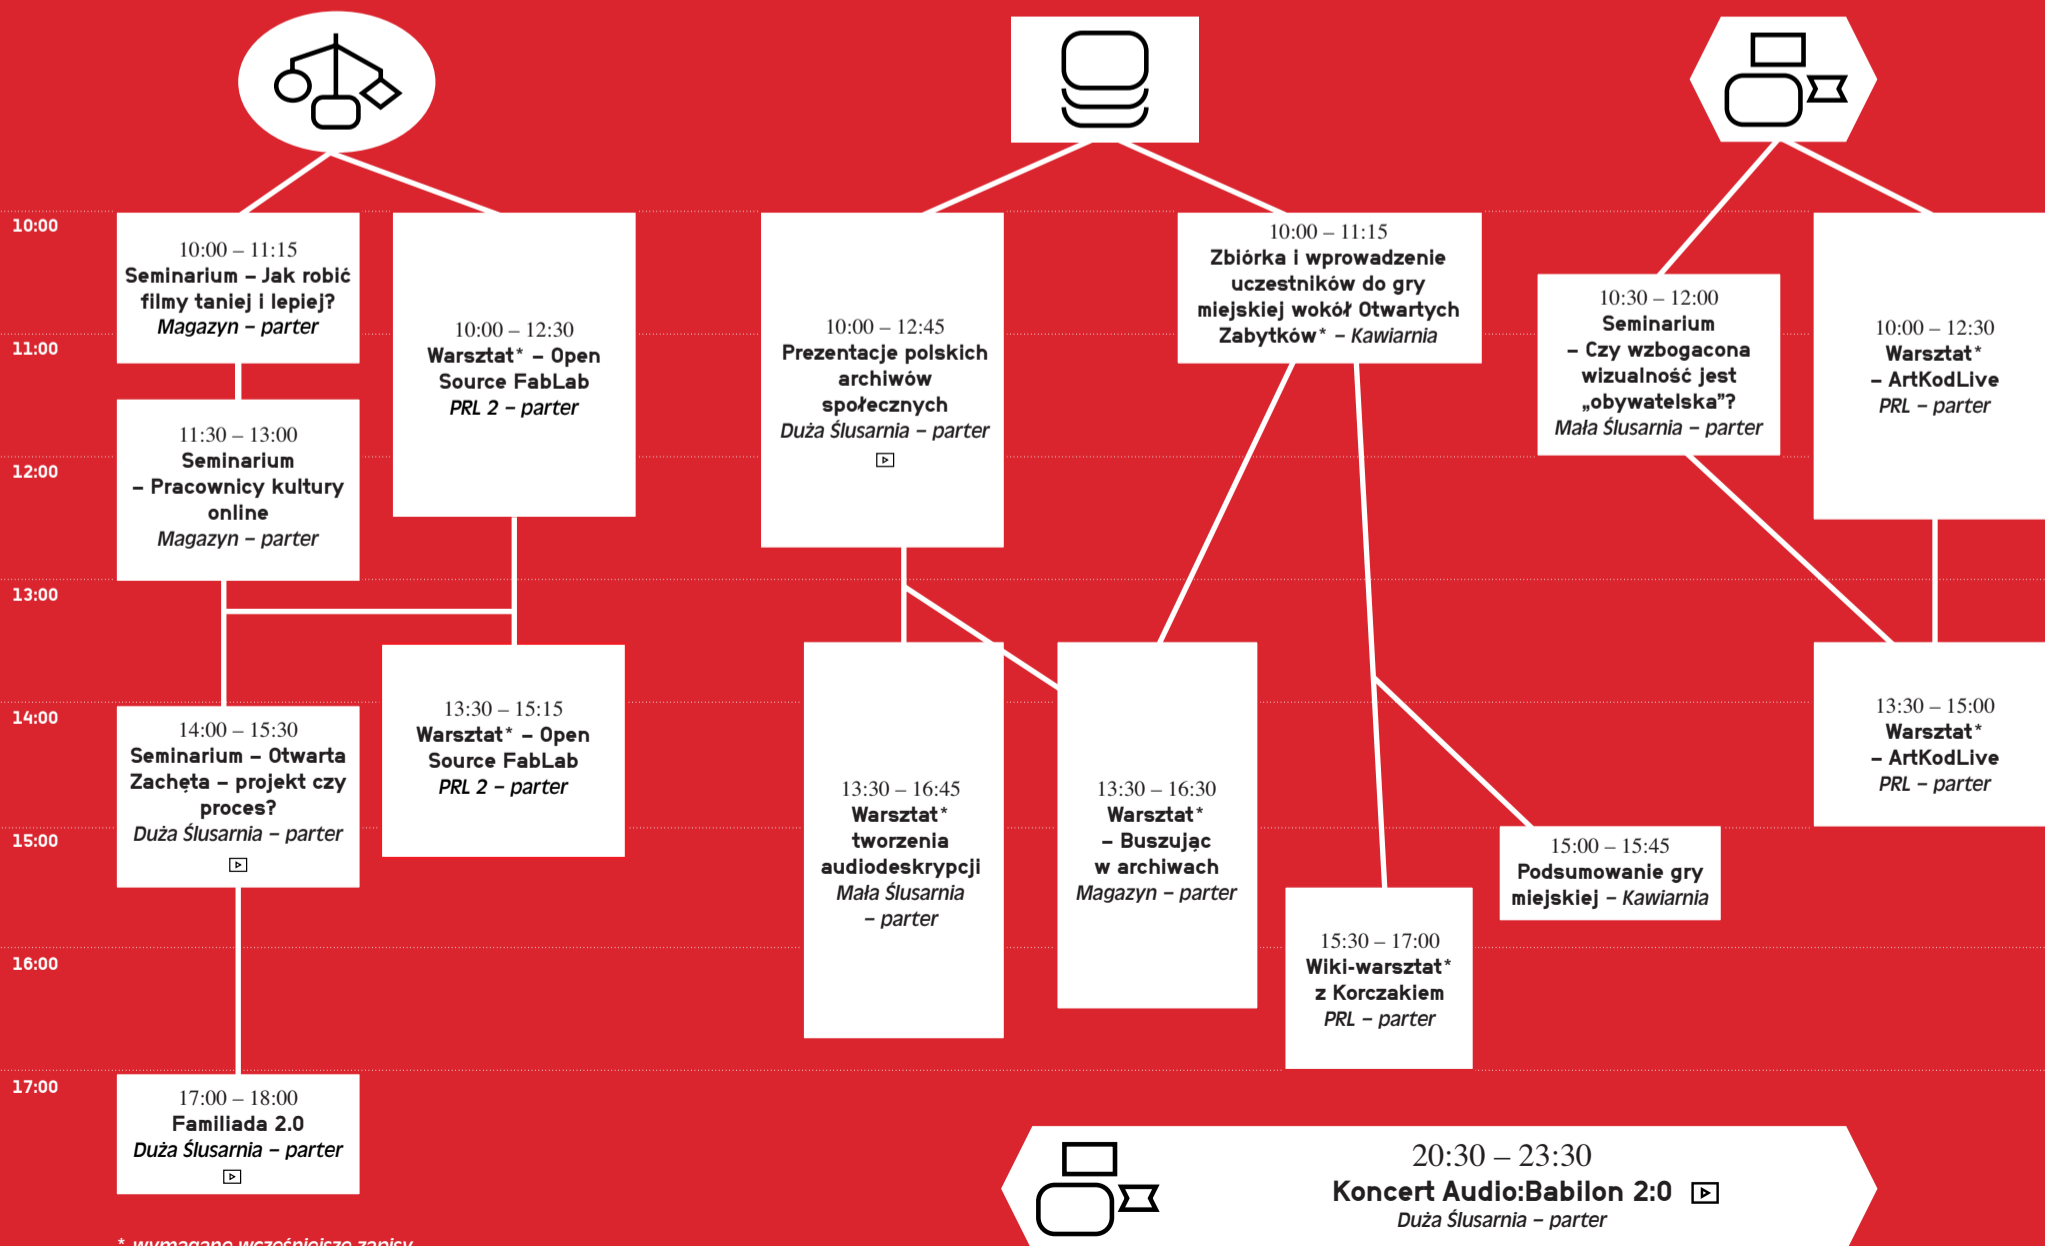 10:00
11:00
12:00
13:00
14:00
15:00
16:00
17:00
10:00 – 11:15
Seminarium – Jak robić
filmy taniej i lepiej?
Magazyn – parter
11:30 – 13:00
Seminarium
– Pracownicy kultury
online
Magazyn – parter
14:00 – 15:30
Seminarium – Otwarta
Zachęta – projekt czy
proces?
Duża Ślusarnia – parter
17:00 – 18:00
Familiada 2.0
Duża Ślusarnia – parter
10:00 – 12:30
Warsztat* – Open
Source FabLab
PRL 2 – parter
13:30 – 15:15
Warsztat* – Open
Source FabLab
PRL 2 – parter
10:00 – 12:45
Prezentacje polskich
archiwów
społecznych
Duża Ślusarnia – parter
13:30 – 16:45
Warsztat*
tworzenia
audiodeskrypcji
Mała Ślusarnia
– parter
10:00 – 11:15
Zbiórka i wprowadzenie
uczestników do gry
miejskiej wokół Otwartych
Zabytków* – Kawiarnia
13:30 – 16:30
Warsztat*
– Buszując
w archiwach
Magazyn – parter
15:30 – 17:00
Wiki-warsztat*
z Korczakiem
PRL – parter
15:00 – 15:45
Podsumowanie gry
miejskiej – Kawiarnia
10:30 – 12:00
Seminarium
– Czy wzbogacona
wizualność jest
„obywatelska”?
Mała Ślusarnia – parter
10:00 – 12:30
Warsztat*
– ArtKodLive
PRL – parter
13:30 – 15:00
Warsztat*
– ArtKodLive
PRL – parter
20:30 – 23:30
Koncert Audio:Babilon 2:0
Duża Ślusarnia – parter
* wymagane wcześniejsze zapisy